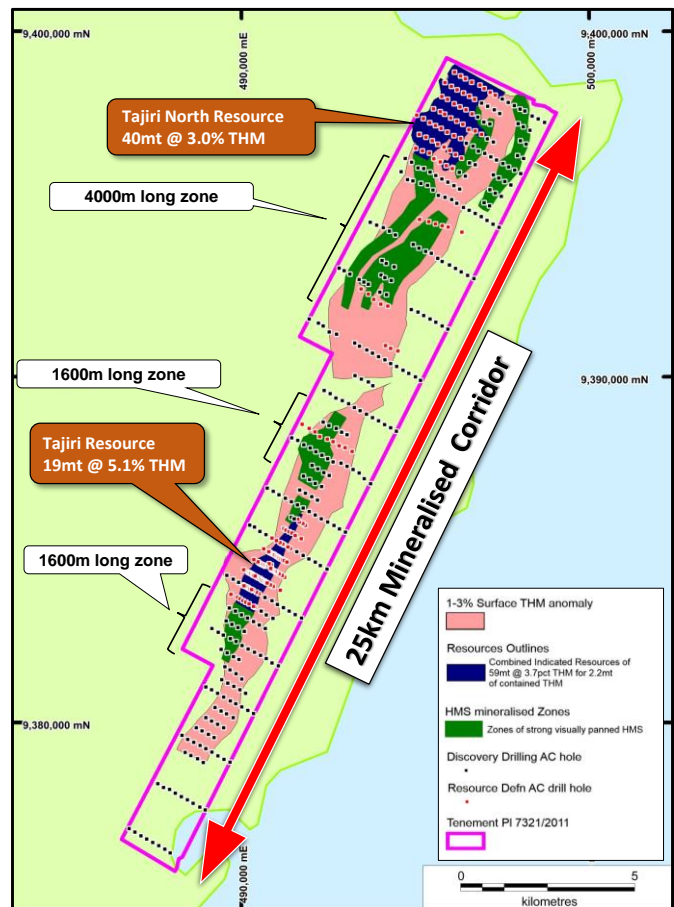 9,400,000 mN
490,000 mE
9,400,000 mN
500,000 mE
Tajiri North Resource
40mt @ 3.0% THM
4000m long zone
9,390,000 mN
1600m long zone
Tajiri Resource
19mt @ 5.1% THM
1600m long zone
25km Mineralised Corridor
9,380,000 mN
490,000 mE
1-3% Surface THM anomaly
Resources Outlines
Combined Indicated Resources of
59mt @ 3.7pct THM for 2.2mt
of contained THM
HMS mineralised Zones
Zones of strong visually panned HMS
Discovery Drilling AC hole
Resource Defn AC drill hole
Tenement Pl 7321/2011
0 5
kilometres